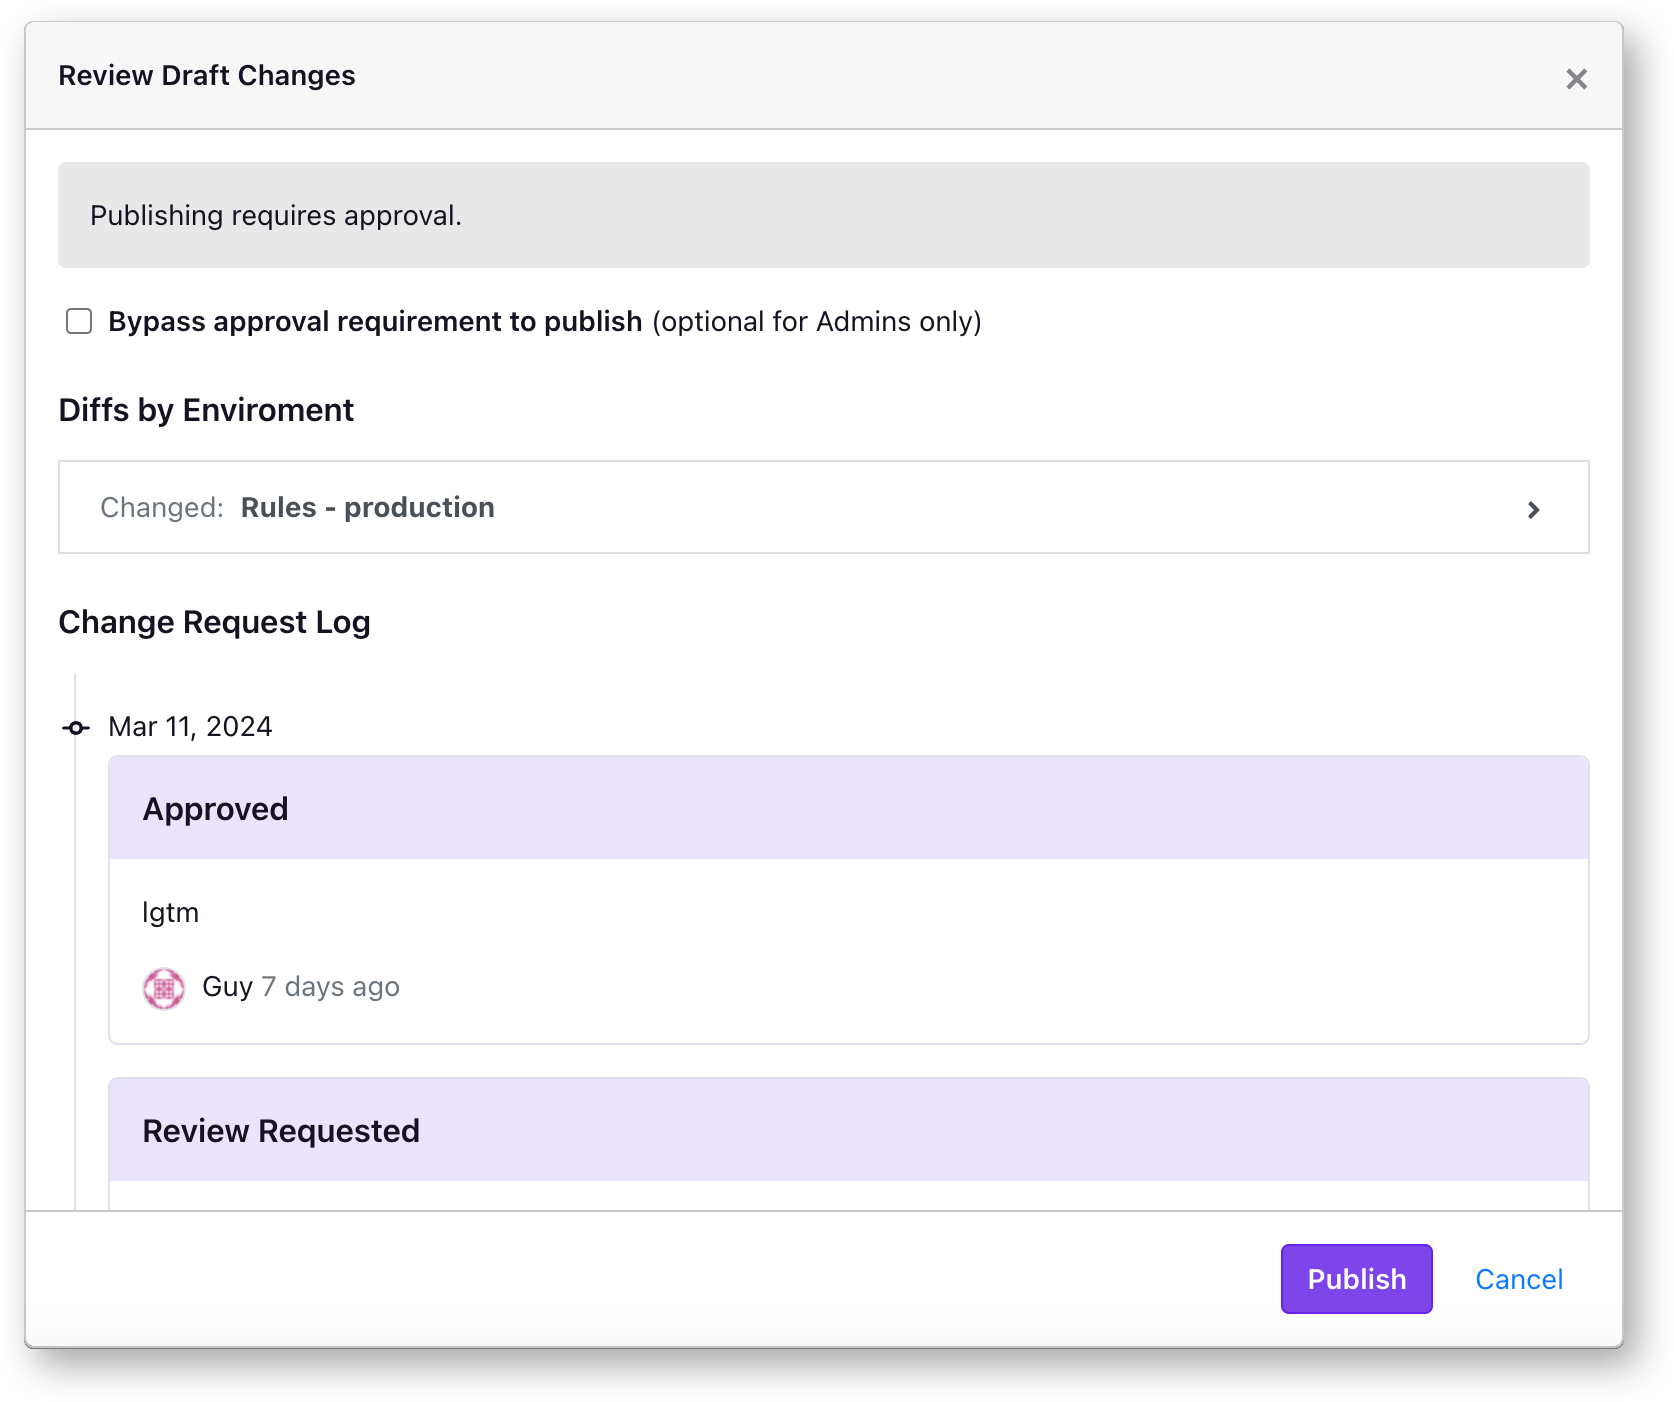 Review Draft Changes
Publishing requires approval.
Bypass approval requirement to publish (optional for Admins only)
Diffs by Enviroment
Changed: Rules - production
Change Request Log
Mar 11, 2024
Approved
lgtm
Guy 7 days ago
Review Requested
Publish Cancel